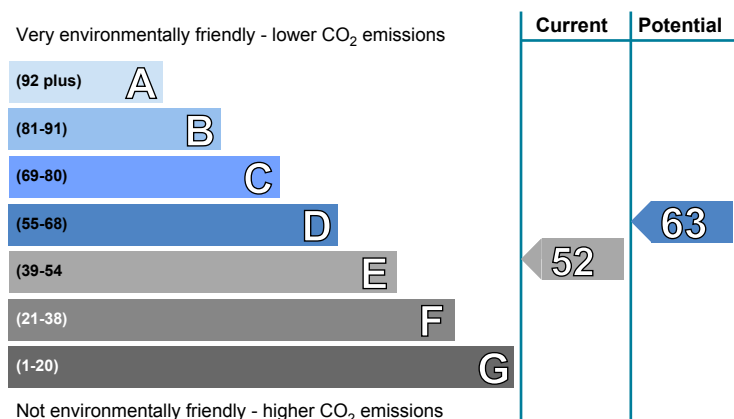 Current Potential
Very environmentally friendly - lower CO2 emissions
(92 plus) A
(81-91) B
(69-80) C
(55-68) D
63
(39-54 E
52
(21-38) F
(1-20) G
Not environmentally friendly - higher CO2 emissions